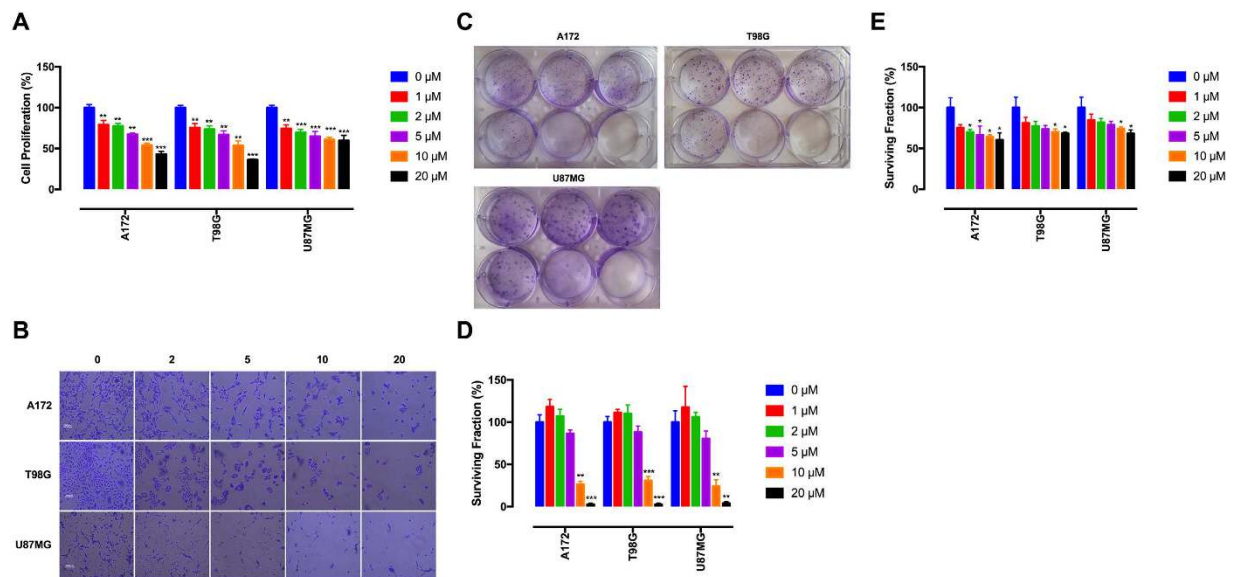 A
Cell Proliferation (%)
150
100
50
0
** ** ** *** ***
** ** ** ** ***
** *** *** *** ***
A172
T98G
U87MG
0 µM
1 µM
2 µM
5 µM
10 µM
20 µM
B
0 2 5 10 20
A172
T98G
U87MG
C
A172
T98G
U87MG
D
Surviving Fraction (%)
150
100
50
0
** ***
*** ***
** **
A172
T98G
U87MG
0 µM
1 µM
2 µM
5 µM
10 µM
20 µM
E
Surviving Fraction (%)
150
100
50
0
* * * *
* *
* *
A172
T98G
U87MG
0 µM
1 µM
2 µM
5 µM
10 µM
20 µM